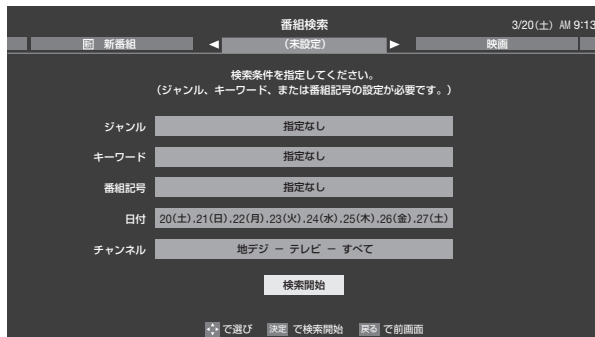 番組検索 3/20(土) AM 9:13
新 新番組 ◀ (未設定) ▶ 映画
検索条件を指定してください。
(ジャンル、キーワード、または番組記号の設定が必要です。)
ジャンル 指定なし
キーワード 指定なし
番組記号 指定なし
日付 20(土).21(日).22(月).23(火).24(水).25(木).26(金).27(土)
チャンネル 地デジ − テレビ − すべて
検索開始
で選び 決定 で検索開始 戻る で前画面